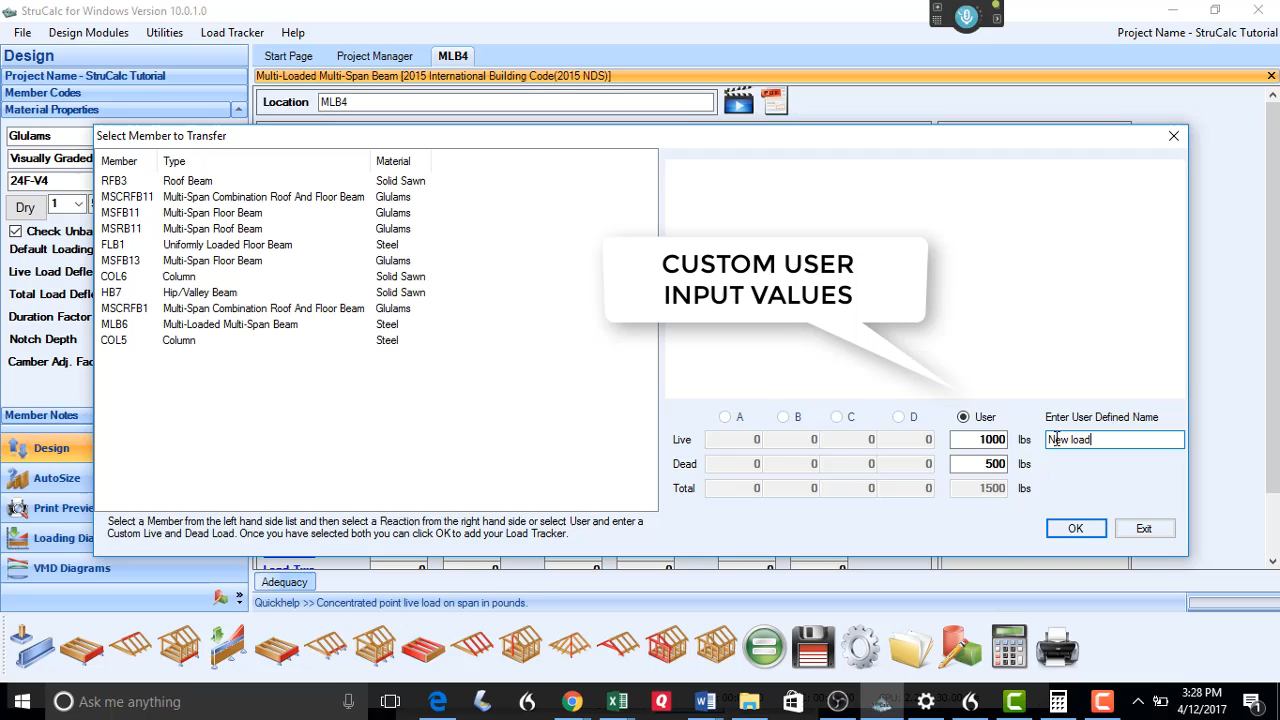 StruCalc for Windows Version 10.0.1.0
File Design Modules Utilities Load Tracker Help
Project Name - StruCalc Tutorial
Design
Start Page Project Manager MLB4
Project Name - StruCalc Tutorial
Multi-Loaded Multi-Span Beam [2015 International Building Code(2015 NDS)]
Member Codes
Material Properties
Location MLB4
Glulams
Visually Graded
24F-V4
Dry 1
Check Unba
Default Loading
Live Load Defle
Total Load Defl
Duration Factor
Notch Depth
Camber Adj. Fac
Member Notes
Design
AutoSize
Print Previe
Loading Dia
VMD Diagrams
Select Member to Transfer
Member Type Material
RFB3 Roof Beam Solid Sawn
MSCRFB11 Multi-Span Combination Roof And Floor Beam Glulams
MSFB11 Multi-Span Floor Beam Glulams
MSRB11 Multi-Span Roof Beam Glulams
FLB1 Uniformly Loaded Floor Beam Steel
MSFB13 Multi-Span Floor Beam Glulams
COL6 Column Solid Sawn
HB7 Hip/Valley Beam Solid Sawn
MSCRFB1 Multi-Span Combination Roof And Floor Beam Glulams
MLB6 Multi-Loaded Multi-Span Beam Steel
COL5 Column Steel
CUSTOM USER
INPUT VALUES
A B C D User Enter User Defined Name
Live 0 0 0 0 1000 lbs New load
Dead 0 0 0 0 500 lbs
Total 0 0 0 0 1500 lbs
Select a Member from the left hand side list and then select a Reaction from the right hand side or select User and enter a
Custom Live and Dead Load. Once you have selected both you can click OK to add your Load Tracker.
OK Exit
Load Two 0 0 0 0 0
Adequacy
Quickhelp >> Concentrated point live load on span in pounds.
Ask me anything
3:28 PM
4/12/2017